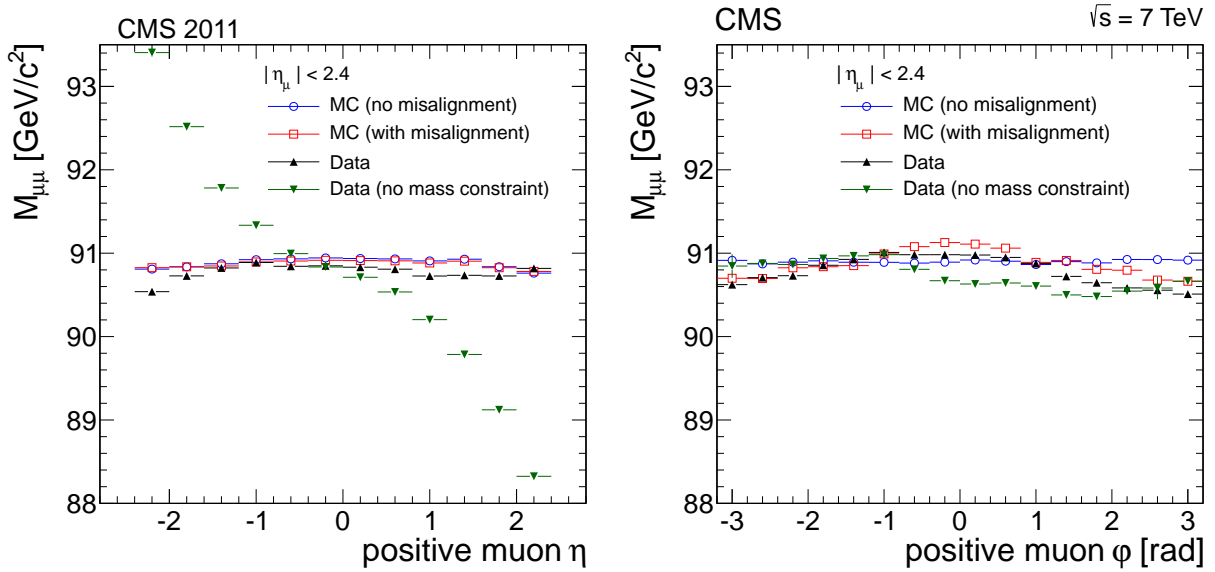 CMS 2011
M_μμ [GeV/c²]
93
92
91
90
89
88
|η_μ| < 2.4
MC (no misalignment)
MC (with misalignment)
Data
Data (no mass constraint)
-2 -1 0 1 2
positive muon η
CMS √s = 7 TeV
M_μμ [GeV/c²]
93
92
91
90
89
88
|η_μ| < 2.4
MC (no misalignment)
MC (with misalignment)
Data
Data (no mass constraint)
-3 -2 -1 0 1 2 3
positive muon φ [rad]